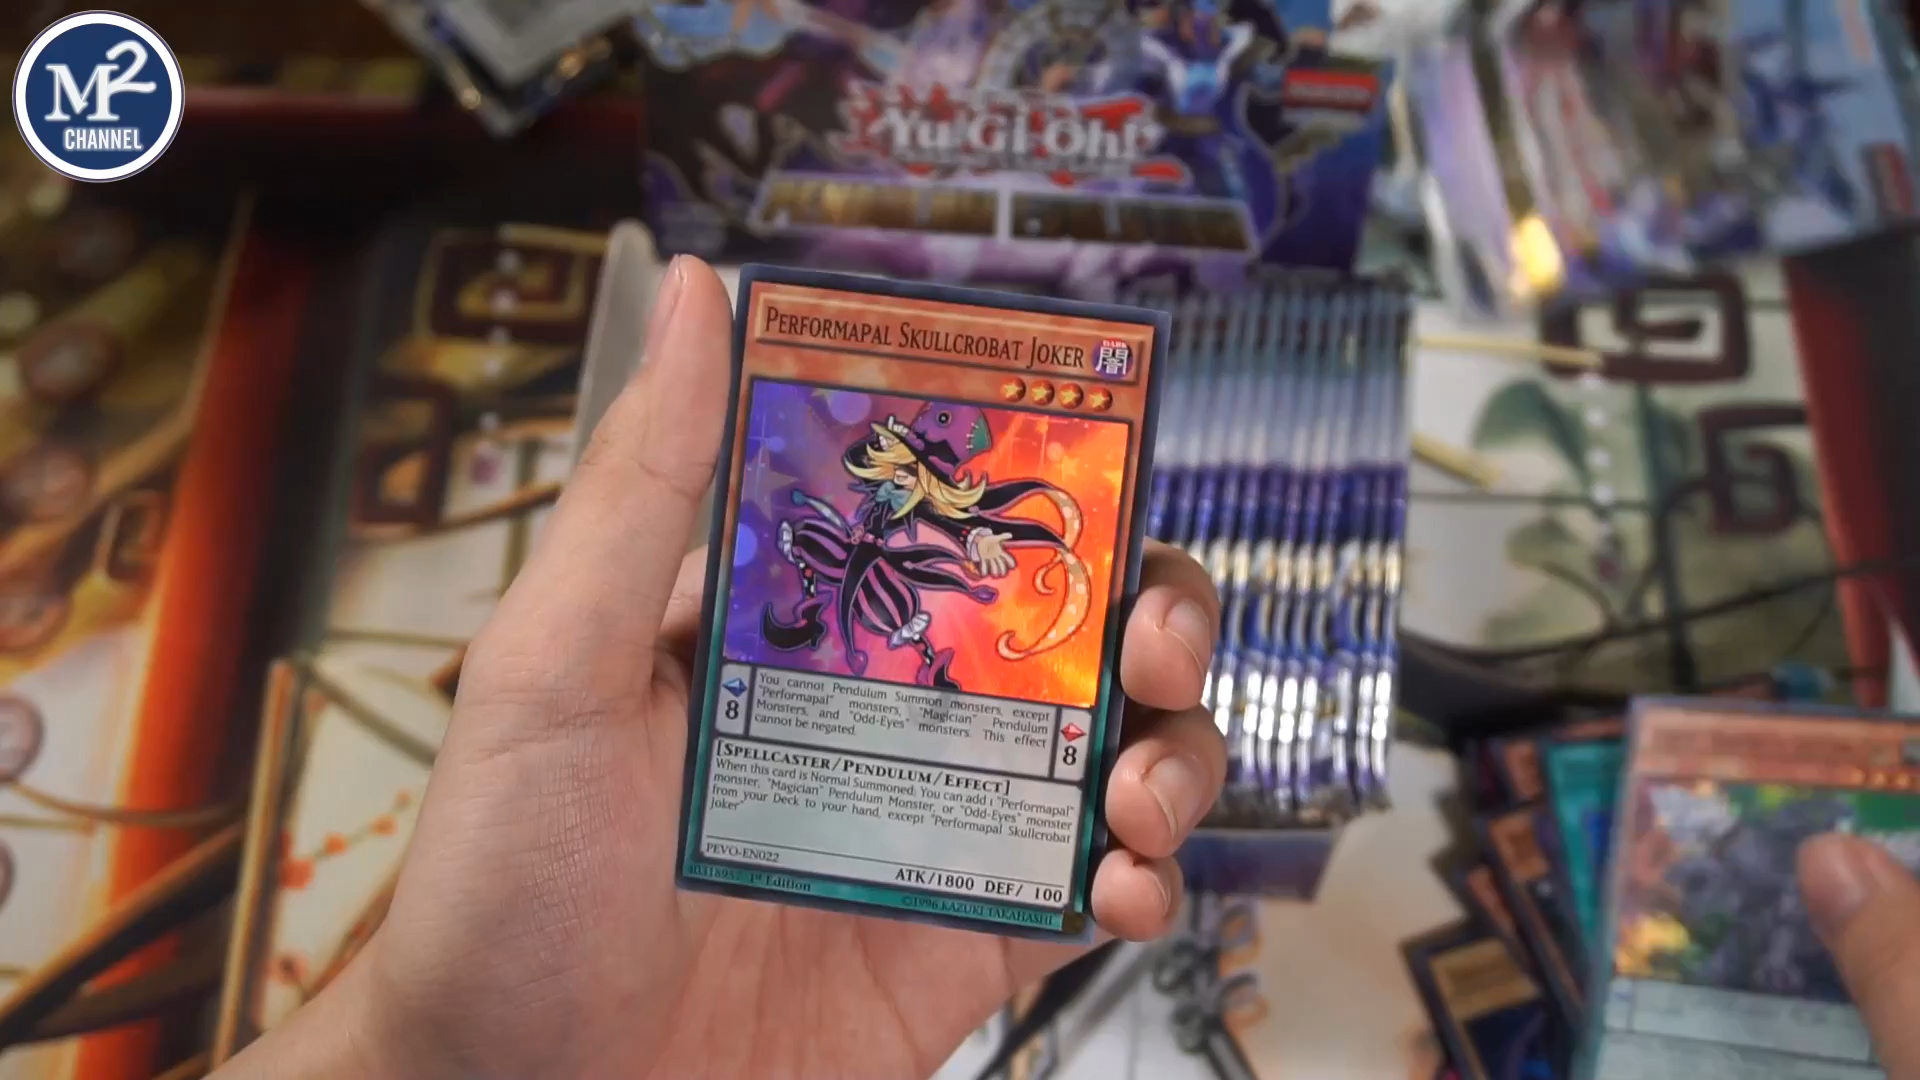 M2
CHANNEL
Yu-Gi-Oh!
PERFORMAPAL SKULLCROBAT JOKER
DARK
闇
You cannot Pendulum Summon monsters, except
"Performapal" monsters, "Magician" Pendulum
Monsters, and "Odd-Eyes" monsters. This effect
cannot be negated.
8
8
[SPELLCASTER/PENDULUM/EFFECT]
When this card is Normal Summoned: You can add 1 "Performapal"
monster, "Magician" Pendulum Monster, or "Odd-Eyes" monster
from your Deck to your hand, except "Performapal Skullcrobat
Joker".
PEVO-EN022
ATK/1800 DEF/ 100
1st Edition
©1996 KAZUKI TAKAHASHI